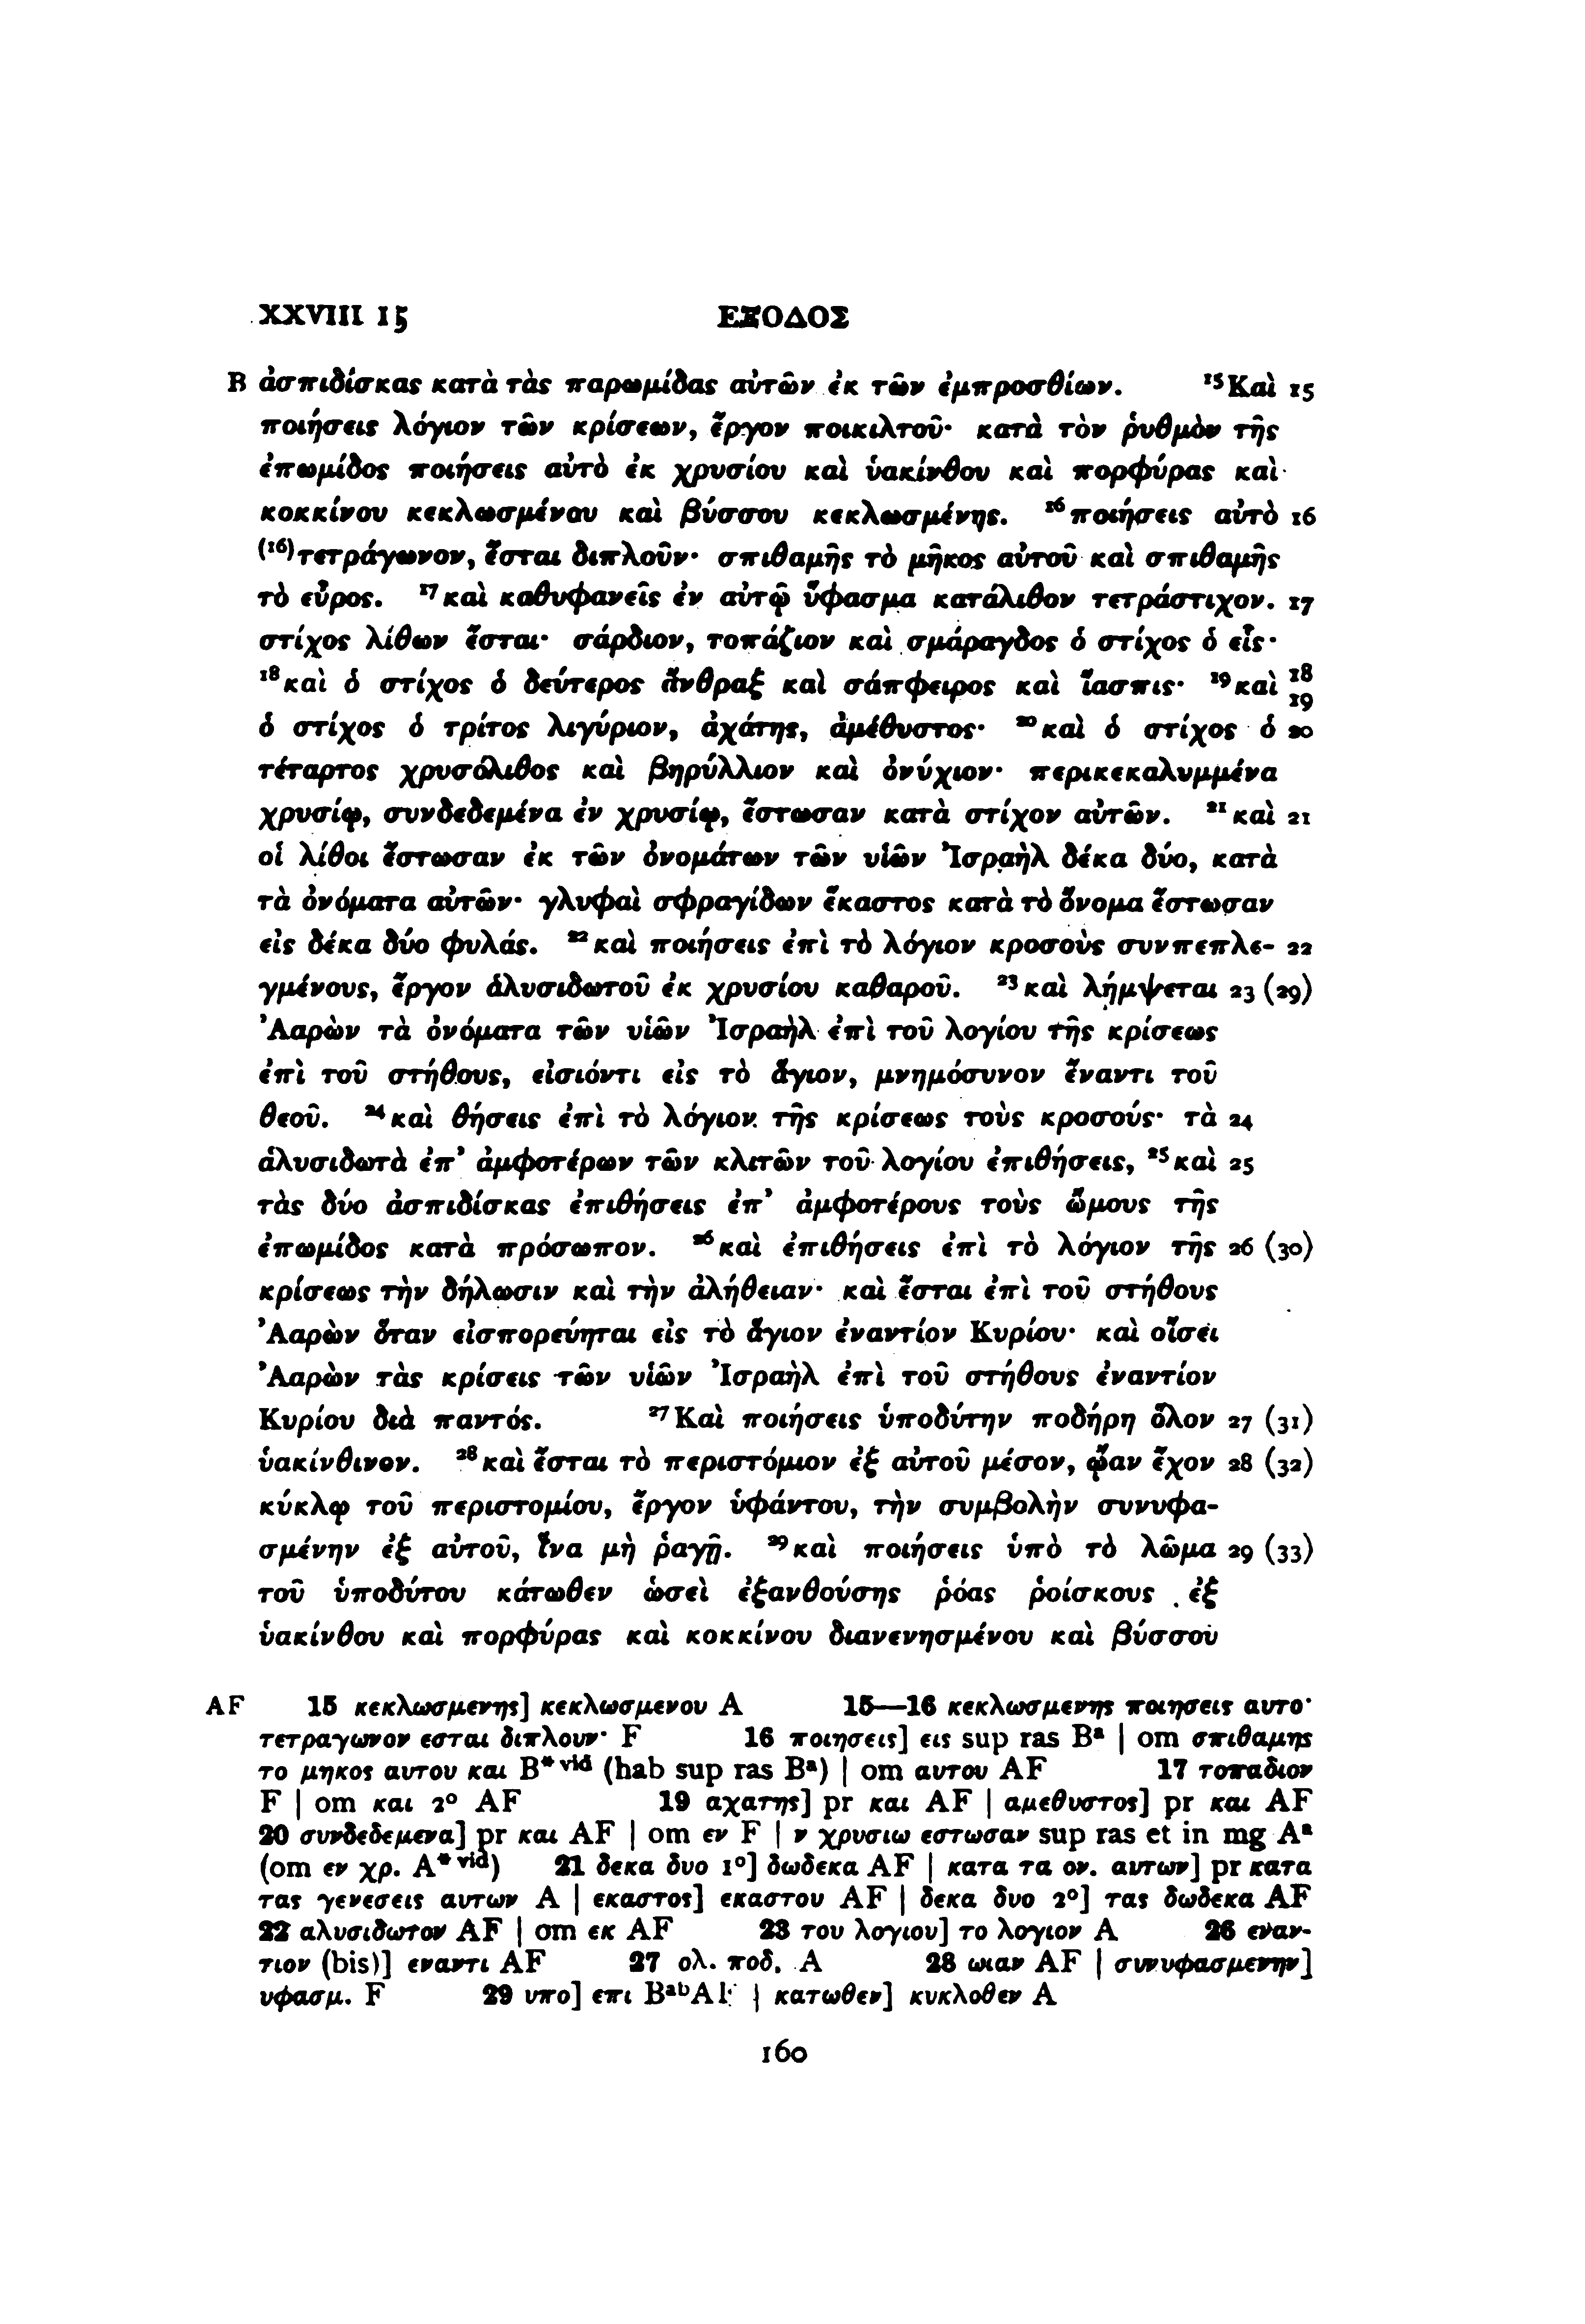 XXVIII 15 ΕΞΟΔΟΣ
B ἀσπιδίσκας κατὰ τὰς παρωμίδας αὐτῶν ἐκ τῶν ἐμπροσθίων. ¹⁵Καὶ 15
ποιήσεις λόγιον τῶν κρίσεων, ἔργον ποικιλτοῦ· κατὰ τὸν ῥυθμὸν τῆς
ἐπωμίδος ποιήσεις αὐτὸ ἐκ χρυσίου καὶ ὑακίνθου καὶ πορφύρας καὶ
κοκκίνου κεκλωσμένου καὶ βύσσου κεκλωσμένης. ¹⁶ποιήσεις αὐτὸ 16
(¹⁶)τετράγωνον, ἔσται διπλοῦν· σπιθαμῆς τὸ μῆκος αὐτοῦ καὶ σπιθαμῆς
τὸ εὖρος. ¹⁷καὶ καθυφανεῖς ἐν αὐτῷ ὕφασμα κατάλιθον τετράστιχον. 17
στίχος λίθων ἔσται· σάρδιον, τοπάζιον καὶ σμάραγδος ὁ στίχος ὁ εἷς·
¹⁸καὶ ὁ στίχος ὁ δεύτερος ἄνθραξ καὶ σάπφειρος καὶ ἴασπις· ¹⁹καὶ 18 19
ὁ στίχος ὁ τρίτος λιγύριον, ἀχάτης, ἀμέθυστος· ²⁰καὶ ὁ στίχος ὁ 20
τέταρτος χρυσόλιθος καὶ βηρύλλιον καὶ ὀνύχιον· περικεκαλυμμένα
χρυσίῳ, συνδεδεμένα ἐν χρυσίῳ, ἔστωσαν κατὰ στίχον αὐτῶν. ²¹καὶ 21
οἱ λίθοι ἔστωσαν ἐκ τῶν ὀνομάτων τῶν υἱῶν Ἰσραὴλ δέκα δύο, κατὰ
τὰ ὀνόματα αὐτῶν· γλυφαὶ σφραγίδων ἕκαστος κατὰ τὸ ὄνομα ἔστωσαν
εἰς δέκα δύο φυλάς. ²²καὶ ποιήσεις ἐπὶ τὸ λόγιον κροσοὺς συνπεπλε- 22
γμένους, ἔργον ἁλυσιδωτοῦ ἐκ χρυσίου καθαροῦ. ²³καὶ λήμψεται 23 (29)
Ἀαρὼν τὰ ὀνόματα τῶν υἱῶν Ἰσραὴλ ἐπὶ τοῦ λογίου τῆς κρίσεως
ἐπὶ τοῦ στήθους, εἰσιόντι εἰς τὸ ἅγιον, μνημόσυνον ἔναντι τοῦ
θεοῦ. ²⁴καὶ θήσεις ἐπὶ τὸ λόγιον τῆς κρίσεως τοὺς κροσούς· τὰ 24
ἁλυσιδωτὰ ἐπ’ ἀμφοτέρων τῶν κλιτῶν τοῦ λογίου ἐπιθήσεις, ²⁵καὶ 25
τὰς δύο ἀσπιδίσκας ἐπιθήσεις ἐπ’ ἀμφοτέρους τοὺς ὤμους τῆς
ἐπωμίδος κατὰ πρόσωπον. ²⁶καὶ ἐπιθήσεις ἐπὶ τὸ λόγιον τῆς 26 (30)
κρίσεως τὴν δήλωσιν καὶ τὴν ἀλήθειαν· καὶ ἔσται ἐπὶ τοῦ στήθους
Ἀαρὼν ὅταν εἰσπορεύηται εἰς τὸ ἅγιον ἐναντίον Κυρίου· καὶ οἴσει
Ἀαρὼν τὰς κρίσεις τῶν υἱῶν Ἰσραὴλ ἐπὶ τοῦ στήθους ἐναντίον
Κυρίου διὰ παντός. ²⁷Καὶ ποιήσεις ὑποδύτην ποδήρη ὅλον 27 (31)
ὑακίνθινον. ²⁸καὶ ἔσται τὸ περιστόμιον ἐξ αὐτοῦ μέσον, ᾤαν ἔχον 28 (32)
κύκλῳ τοῦ περιστομίου, ἔργον ὑφάντου, τὴν συμβολὴν συνυφα-
σμένην ἐξ αὐτοῦ, ἵνα μὴ ῥαγῇ. ²⁹καὶ ποιήσεις ὑπὸ τὸ λῶμα 29 (33)
τοῦ ὑποδύτου κάτωθεν ὡσεὶ ἐξανθούσης ῥόας ῥοίσκους ἐξ
ὑακίνθου καὶ πορφύρας καὶ κοκκίνου διανενησμένου καὶ βύσσου
AF 15 κεκλωσμενης] κεκλωσμενου A 15—16 κεκλωσμενης ποιησεις αυτο·
τετραγωνον εσται διπλουν· F 16 ποιησεις] εις sup ras Bᵃ | om σπιθαμης
το μηκος αυτου και B* ᵛⁱᵈ (hab sup ras Bᵃ) | om αυτου AF 17 τοπαδιον
F | om και 2° AF 19 αχατης] pr και AF | αμεθυστος] pr και AF
20 συνδεδεμενα] pr και AF | om εν F | ν χρυσιω εστωσαν sup ras et in mg Aᵃ
(om εν χρ. A* ᵛⁱᵈ) 21 δεκα δυο 1°] δωδεκα AF | κατα τα ον. αυτων] pr κατα
τας γενεσεις αυτων A | εκαστος] εκαστου AF | δεκα δυο 2°] τας δωδεκα AF
22 αλυσιδωτον AF | om εκ AF 23 του λογιου] το λογιον A 26 εναν-
τιον (bis)] εναντι AF 27 ολ. ποδ. A 28 ωιαν AF | συνυφασμενην]
υφασμ. F 29 υπο] επι BᵃᵇAF | κατωθεν] κυκλοθεν A
160